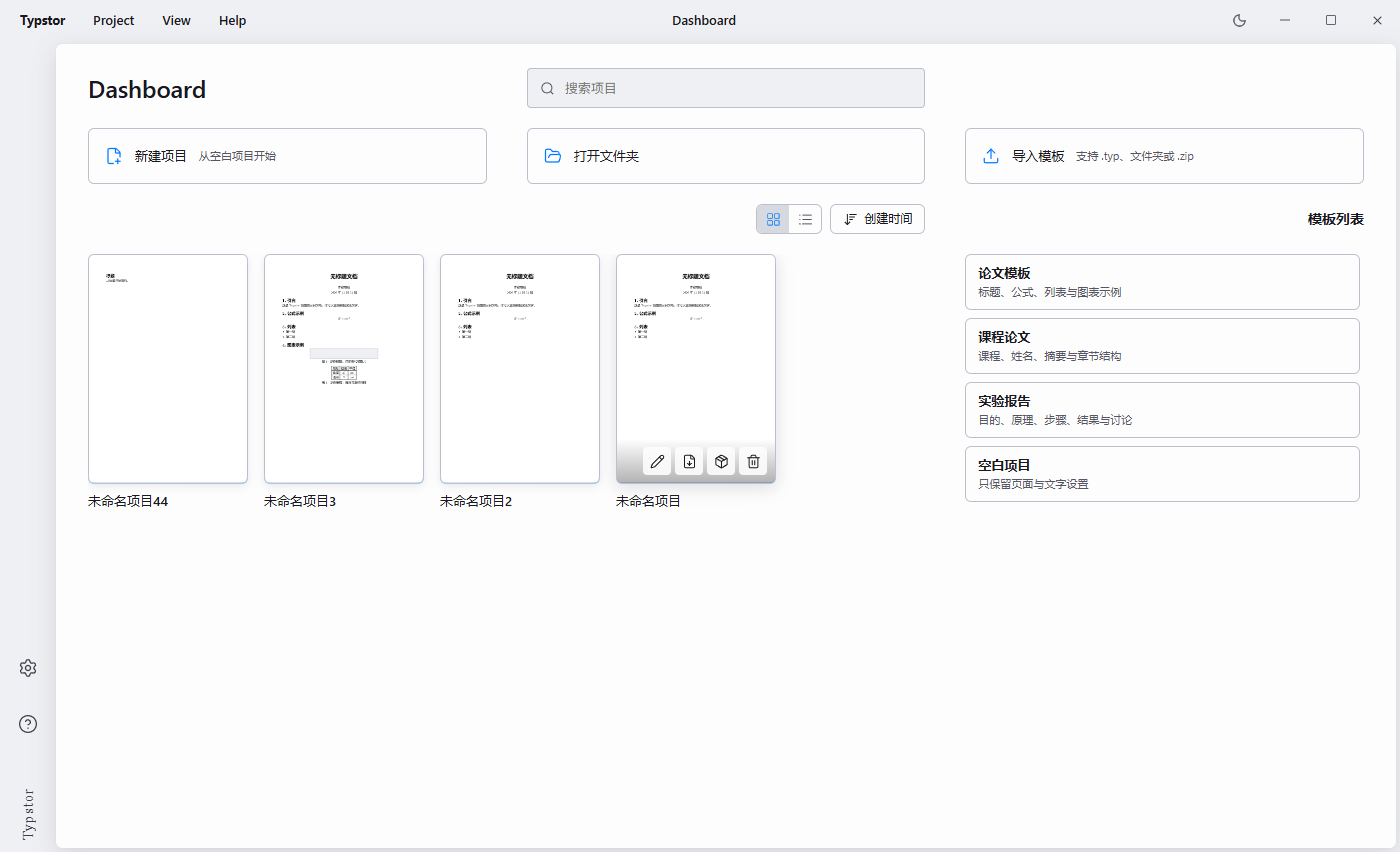 Typstor Project View Help Dashboard
Dashboard
搜索项目
新建项目 从空白项目开始
打开文件夹
导入模板 支持 .typ、文件夹或 .zip
创建时间
模板列表
无标题文档
无标题文档
无标题文档
未命名项目44
未命名项目3
未命名项目2
未命名项目
论文模板
标题、公式、列表与图表示例
课程论文
课程、姓名、摘要与章节结构
实验报告
目的、原理、步骤、结果与讨论
空白项目
只保留页面与文字设置
Typstor